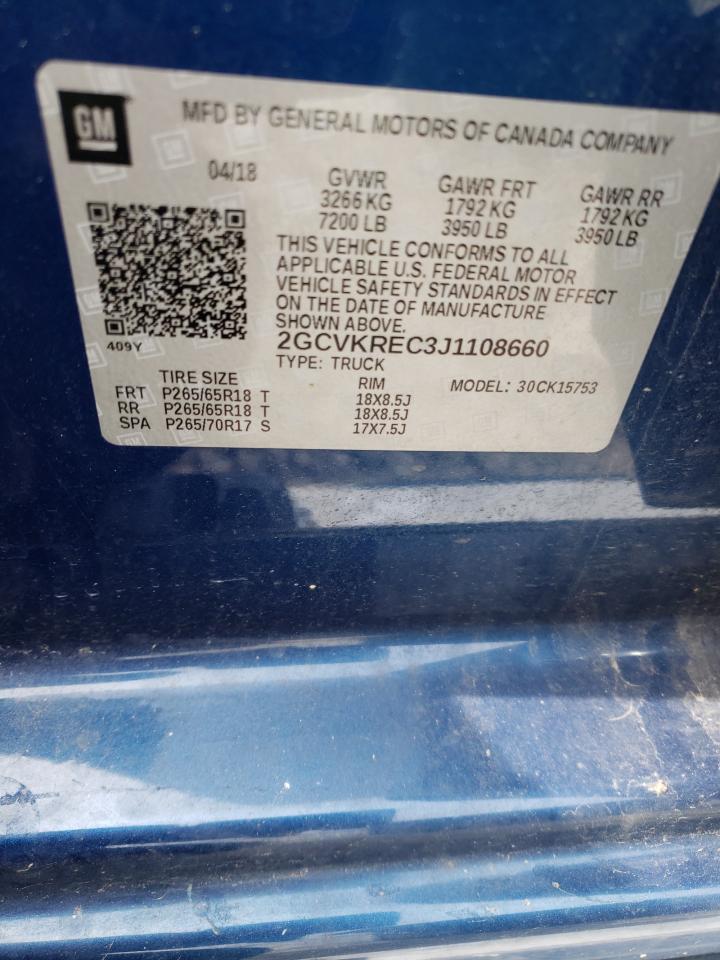 GM
MFD BY GENERAL MOTORS OF CANADA COMPANY
04/18 GVWR GAWR FRT GAWR RR
3266 KG 1792 KG 1792 KG
7200 LB 3950 LB 3950 LB
THIS VEHICLE CONFORMS TO ALL
APPLICABLE U.S. FEDERAL MOTOR
VEHICLE SAFETY STANDARDS IN EFFECT
ON THE DATE OF MANUFACTURE
SHOWN ABOVE.
409Y 2GCVKREC3J1108660
TYPE: TRUCK
TIRE SIZE RIM MODEL: 30CK15753
FRT P265/65R18 T 18X8.5J
RR P265/65R18 T 18X8.5J
SPA P265/70R17 S 17X7.5J